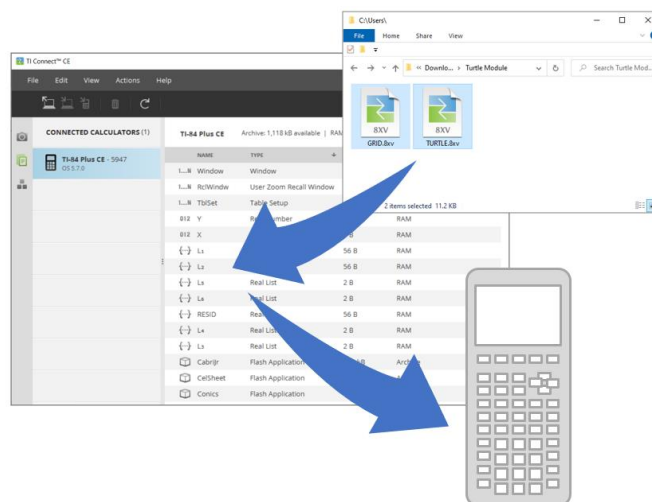 C:\Users\
File Home Share View
« Downlo... > Turtle Module
Search Turtle Mod...
8XV
GRID.8xv
8XV
TURTLE.8xv
2 items selected 11.2 KB
TI Connect™ CE
File Edit View Actions Help
CONNECTED CALCULATORS (1)
TI-84 Plus CE - 5947
OS 5.7.0
TI-84 Plus CE Archive: 1,118 kB available | RAM
NAME TYPE
Window Window
RclWindw User Zoom Recall Window
TblSet Table Setup
012 Y RAM
012 X B RAM
{···} L₁ 56 B RAM
{···} L₂ 56 B RAM
{···} L₅ Real List 2 B RAM
{···} L₆ Real List 2 B RAM
{···} RESID 56 B RAM
{···} L₄ Real List 2 B RAM
{···} L₃ Real List 2 B RAM
CabriJr Flash Application
CelSheet Flash Application
Conics Flash Application